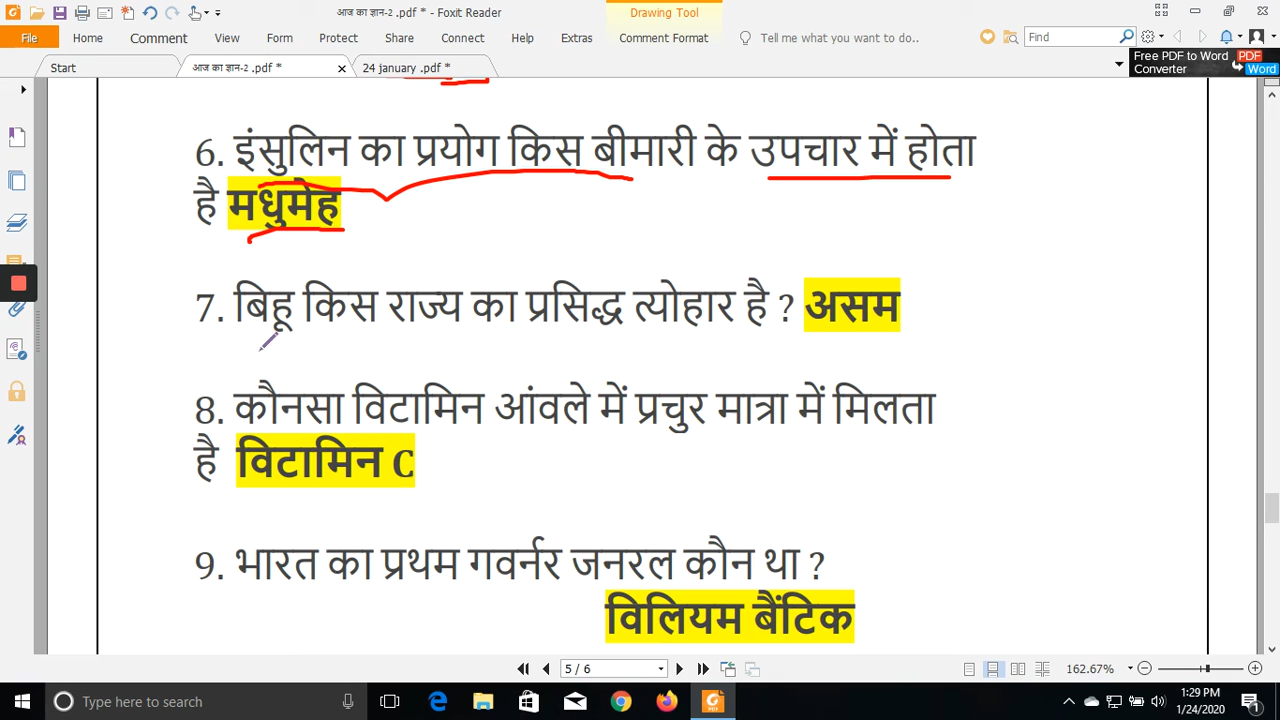 आज का ज्ञान-2 .pdf * - Foxit Reader
Drawing Tool
File Home Comment View Form Protect Share Connect Help Extras Comment Format Tell me what you want to do.. Find
Free PDF to Word Converter PDF Word
Start आज का ज्ञान-2 .pdf * 24 january .pdf *
6. इंसुलिन का प्रयोग किस बीमारी के उपचार में होता
है मधुमेह
7. बिहू किस राज्य का प्रसिद्ध त्योहार है ? असम
8. कौनसा विटामिन आंवले में प्रचुर मात्रा में मिलता
है विटामिन C
9. भारत का प्रथम गवर्नर जनरल कौन था ?
विलियम बैंटिक
5 / 6 162.67%
Type here to search
1:29 PM
1/24/2020